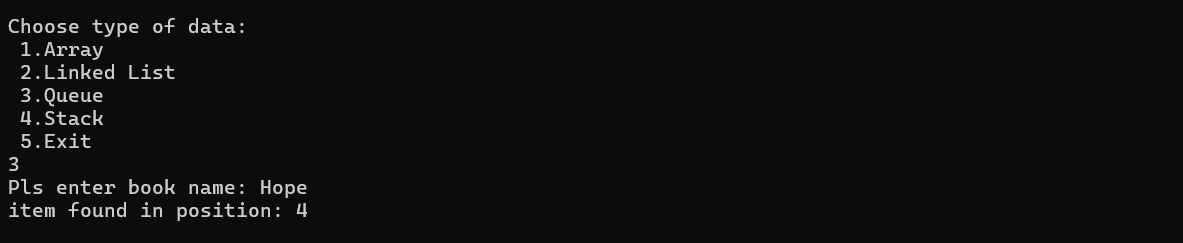 Choose type of data:
 1.Array
 2.Linked List
 3.Queue
 4.Stack
 5.Exit
3
Pls enter book name: Hope
item found in position: 4